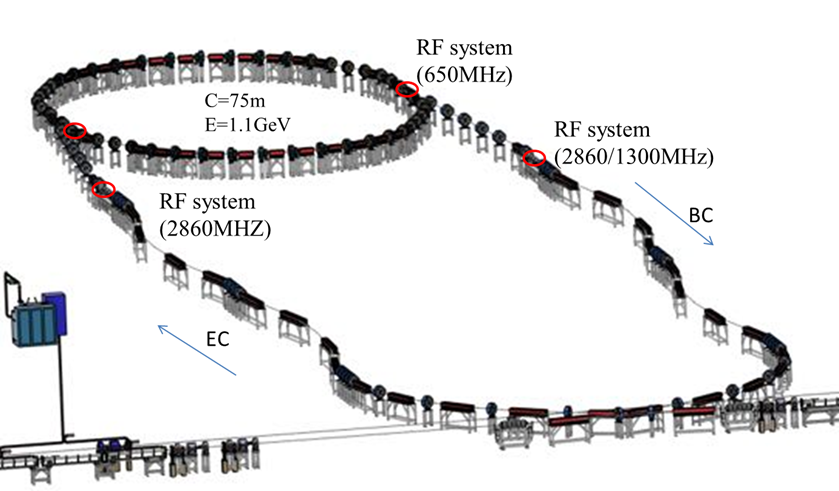 RF system
(650MHz)
C=75m
E=1.1GeV
RF system
(2860/1300MHz)
RF system
(2860MHZ)
BC
EC